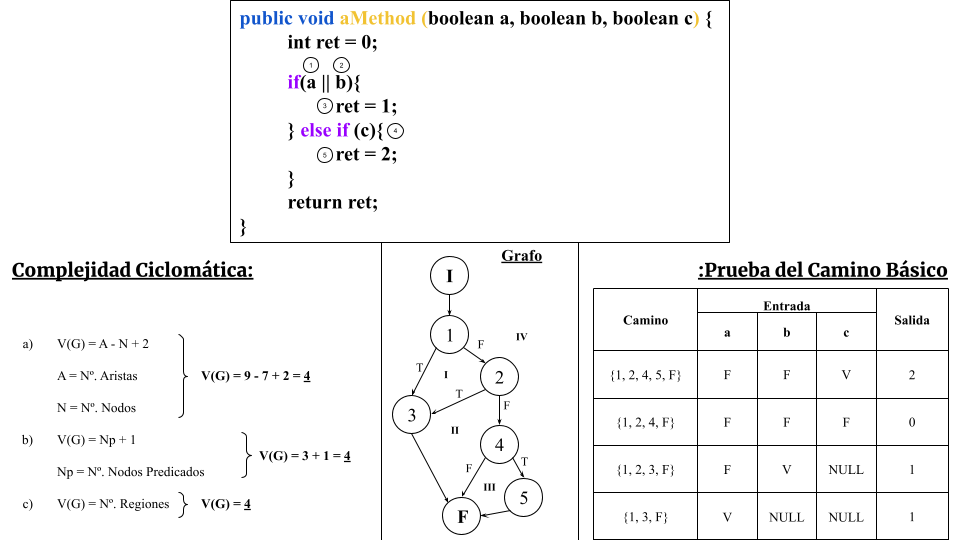 public void aMethod (boolean a, boolean b, boolean c) {
int ret = 0;
1 2
if(a || b){
3 ret = 1;
} else if (c){ 4
5 ret = 2;
}
return ret;
}
Complejidad Ciclomática:
a) V(G) = A - N + 2
A = Nº. Aristas
N = Nº. Nodos
V(G) = 9 - 7 + 2 = 4
b) V(G) = Np + 1
Np = Nº. Nodos Predicados
V(G) = 3 + 1 = 4
c) V(G) = Nº. Regiones
V(G) = 4
Grafo
I
1
IV
F
T
I
2
T
F
3
II
4
F
T
III
5
F
:Prueba del Camino Básico
Camino Entrada Salida
a b c
{1, 2, 4, 5, F} F F V 2
{1, 2, 4, F} F F F 0
{1, 2, 3, F} F V NULL 1
{1, 3, F} V NULL NULL 1